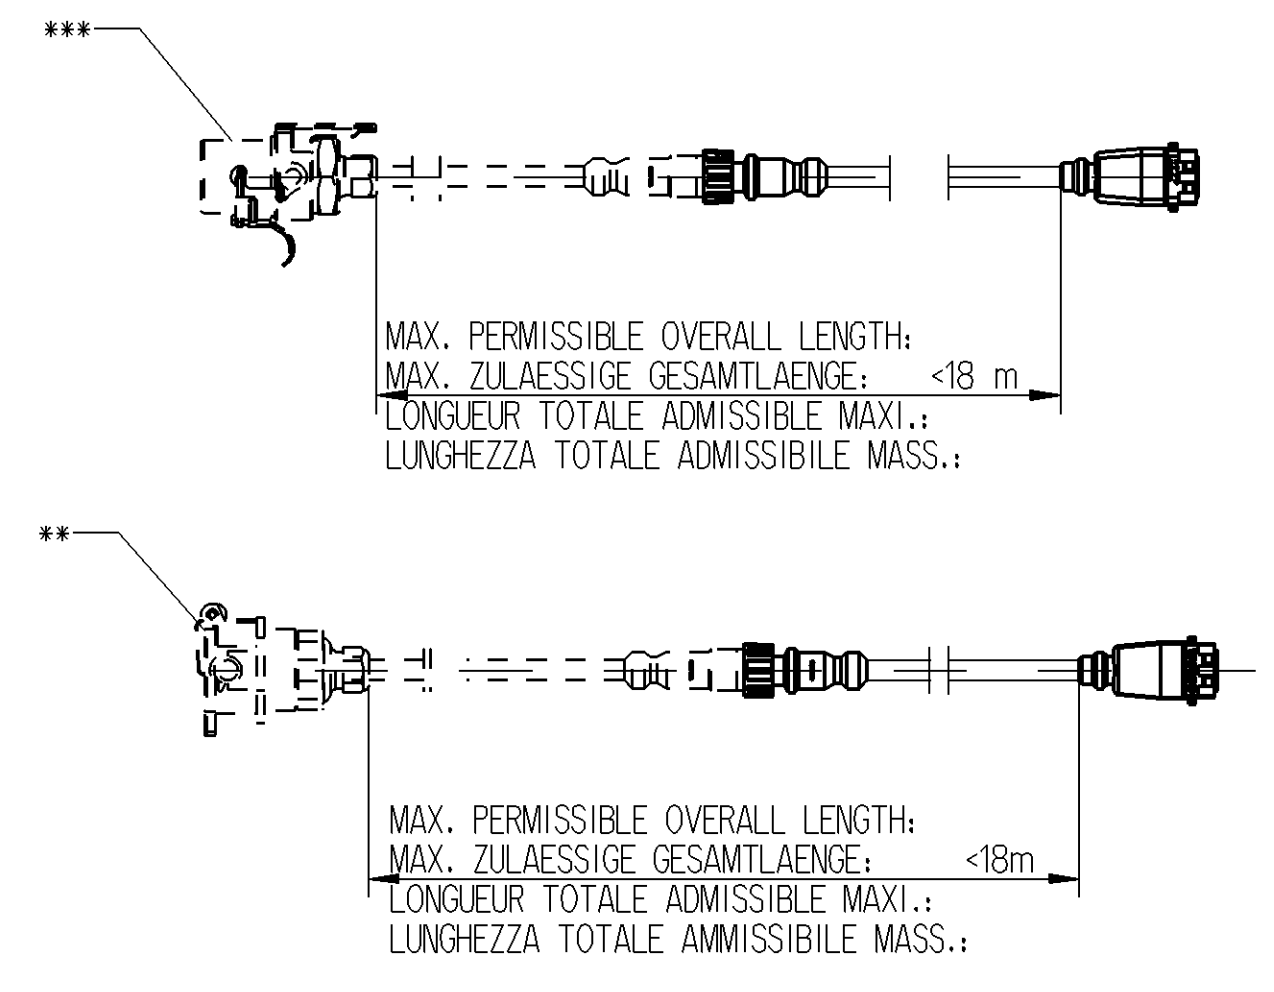 ***
MAX. PERMISSIBLE OVERALL LENGTH:
MAX. ZULAESSIGE GESAMTLAENGE: <18 m
LONGUEUR TOTALE ADMISSIBLE MAXI.:
LUNGHEZZA TOTALE ADMISSIBILE MASS.:
**
MAX. PERMISSIBLE OVERALL LENGTH:
MAX. ZULAESSIGE GESAMTLAENGE: <18m
LONGUEUR TOTALE ADMISSIBLE MAXI.:
LUNGHEZZA TOTALE AMMISSIBILE MASS.: